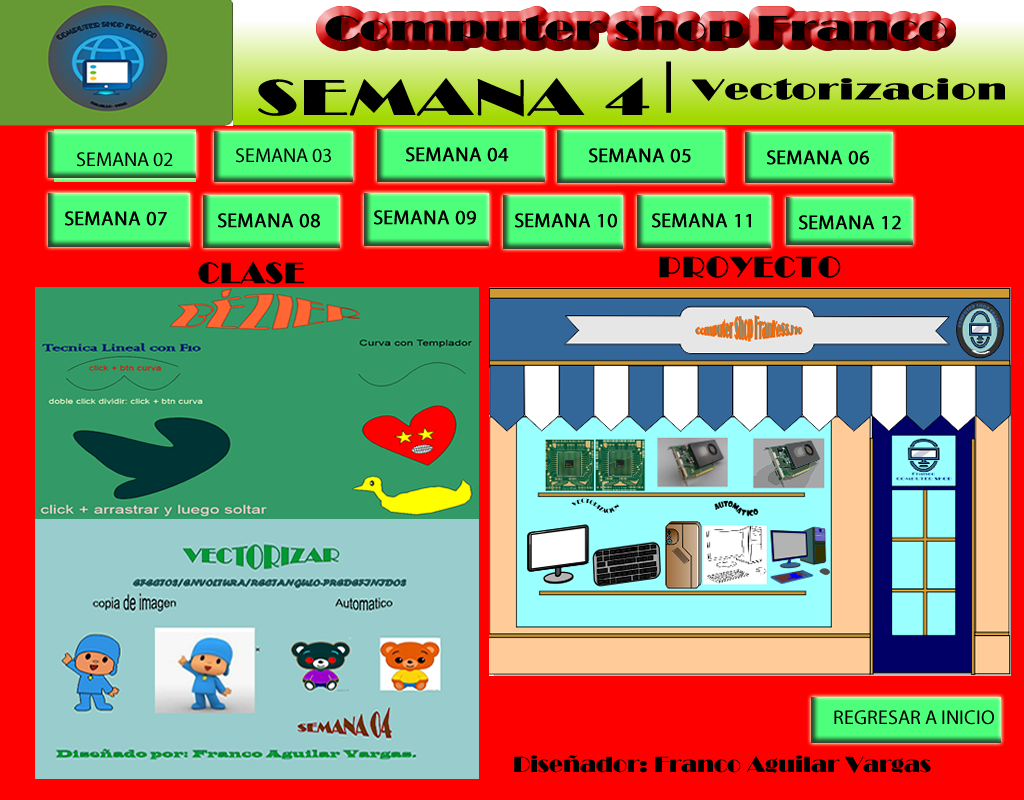 COMPUTER SHOP FRANCO
Computer shop Franco
SEMANA 4 | Vectorizacion
SEMANA 02
SEMANA 03
SEMANA 04
SEMANA 05
SEMANA 06
SEMANA 07
SEMANA 08
SEMANA 09
SEMANA 10
SEMANA 11
SEMANA 12
CLASE
BÉZIER
Tecnica Lineal con F10
click + btn curva
doble click dividir: click + btn curva
Curva con Templador
click + arrastrar y luego soltar
VECTORIZAR
EFECTOS/ENVOLTURA/RECTANGULO-PREDEFINIDOS
copia de imagen
Automatico
SEMANA 04
Diseñado por: Franco Aguilar Vargas.
PROYECTO
Franco
COMPUTER SHOP
VECTORIZACION
AUTOMATICO
REGRESAR A INICIO
Diseñador: Franco Aguilar Vargas